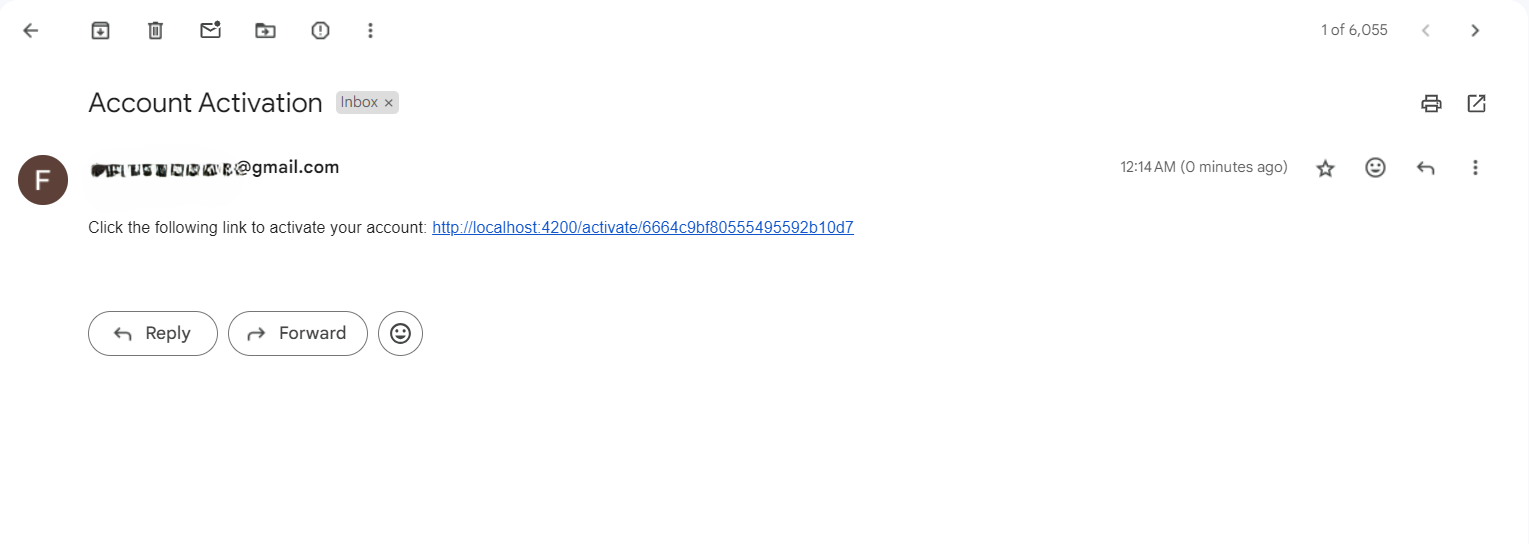 1 of 6,055
Account Activation Inbox ×
F
@gmail.com 12:14 AM (0 minutes ago)
Click the following link to activate your account: http://localhost:4200/activate/6664c9bf80555495592b10d7
Reply Forward